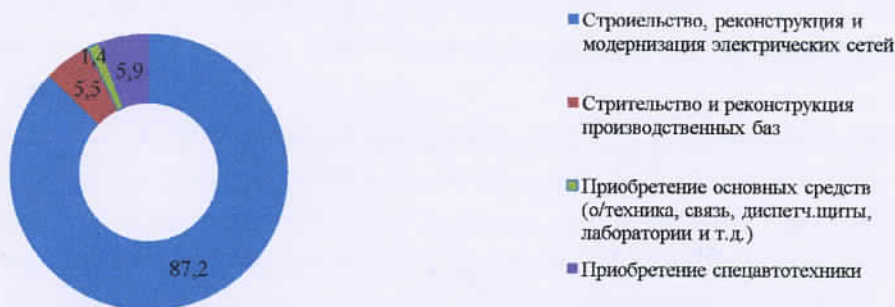 1,4
5,5
5,9
87,2
Строиельство, реконструкция и
модернизация электрических сетей
Стрительство и реконструкция
производственных баз
Приобретение основных средств
(о/техника, связь, диспетч.щиты,
лаборатории и т.д.)
Приобретение спецавтотехники